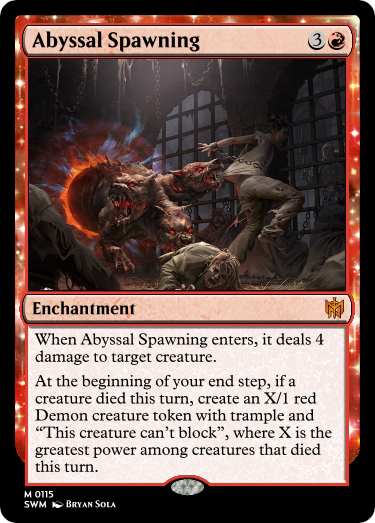 Abyssal Spawning 3
Enchantment
When Abyssal Spawning enters, it deals 4
damage to target creature.
At the beginning of your end step, if a
creature died this turn, create an X/1 red
Demon creature token with trample and
“This creature can’t block”, where X is the
greatest power among creatures that died
this turn.
M 0115
SWM Bryan Sola